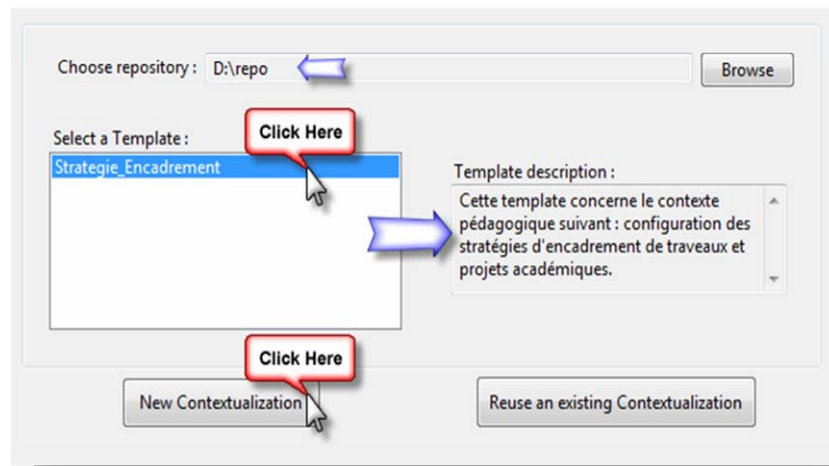 Choose repository : D:\repo Browse
Click Here
Select a Template :
Strategie_Encadrement
Template description :
Cette template concerne le contexte
pédagogique suivant : configuration des
stratégies d'encadrement de traveaux et
projets académiques.
Click Here
New Contextualization Reuse an existing Contextualization